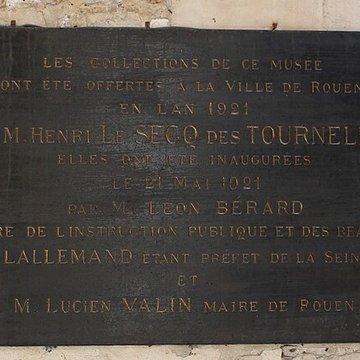 LES COLLECTIONS DE CE MUSÉE
ONT ÉTÉ OFFERTES À LA VILLE DE ROUEN
EN L'AN 1921
M. HENRI LE SECQ DES TOURNEL
ELLES ONT ÉTÉ INAUGURÉES
LE 21 MAI 1921
PAR M. LÉON BÉRARD
RE DE L'INSTRUCTION PUBLIQUE ET DES BEA
LALLEMAND ÉTANT PRÉFET DE LA SEIN
ET
M. LUCIEN VALIN MAIRE DE ROUEN